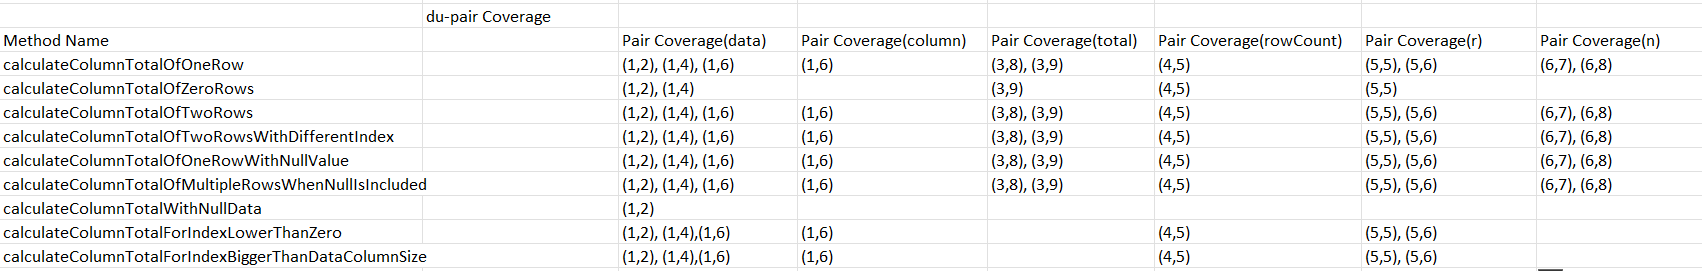 du-pair Coverage
Method Name Pair Coverage(data) Pair Coverage(column) Pair Coverage(total) Pair Coverage(rowCount) Pair Coverage(r) Pair Coverage(n)
calculateColumnTotalOfOneRow (1,2), (1,4), (1,6) (1,6) (3,8), (3,9) (4,5) (5,5), (5,6) (6,7), (6,8)
calculateColumnTotalOfZeroRows (1,2), (1,4) (3,9) (4,5) (5,5)
calculateColumnTotalOfTwoRows (1,2), (1,4), (1,6) (1,6) (3,8), (3,9) (4,5) (5,5), (5,6) (6,7), (6,8)
calculateColumnTotalOfTwoRowsWithDifferentIndex (1,2), (1,4), (1,6) (1,6) (3,8), (3,9) (4,5) (5,5), (5,6) (6,7), (6,8)
calculateColumnTotalOfOneRowWithNullValue (1,2), (1,4), (1,6) (1,6) (3,8), (3,9) (4,5) (5,5), (5,6) (6,7), (6,8)
calculateColumnTotalOfMultipleRowsWhenNullIsIncluded (1,2), (1,4), (1,6) (1,6) (3,8), (3,9) (4,5) (5,5), (5,6) (6,7), (6,8)
calculateColumnTotalWithNullData (1,2)
calculateColumnTotalForIndexLowerThanZero (1,2), (1,4),(1,6) (1,6) (4,5) (5,5), (5,6)
calculateColumnTotalForIndexBiggerThanDataColumnSize (1,2), (1,4),(1,6) (1,6) (4,5) (5,5), (5,6)